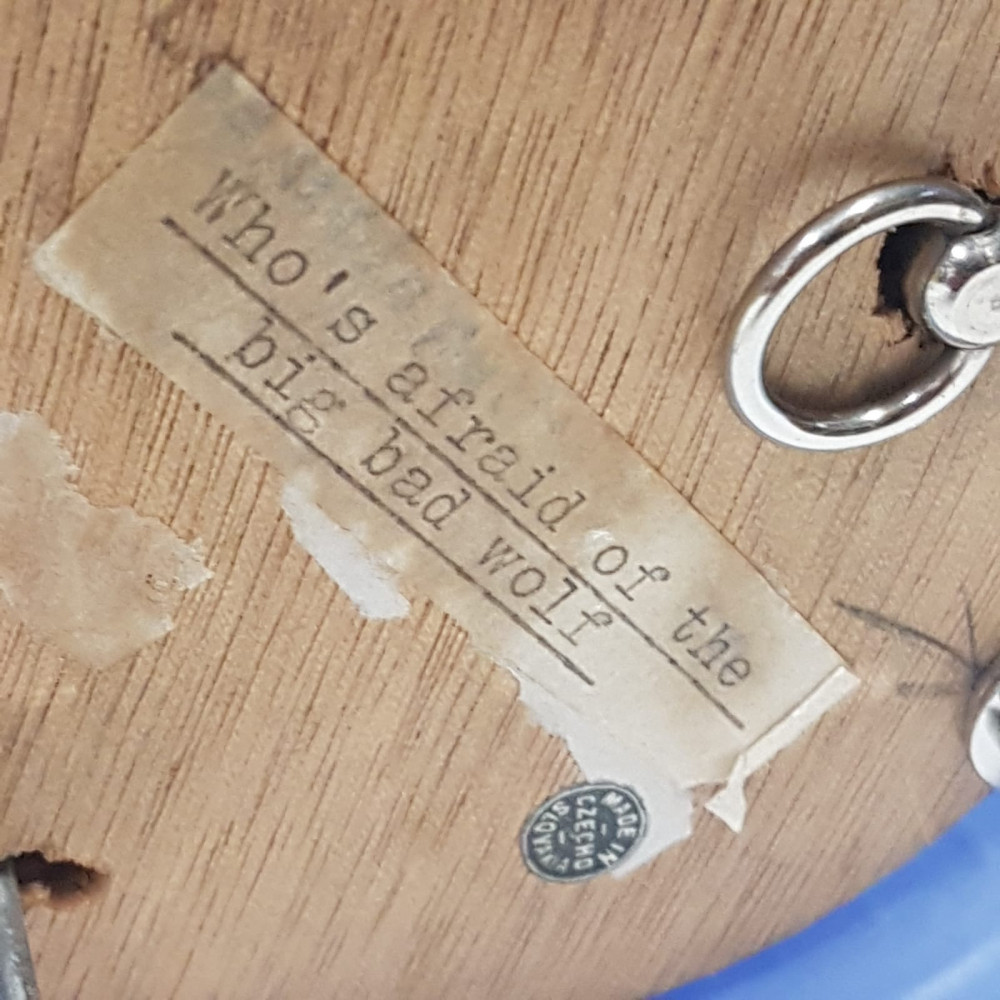 Who's afraid of the
big bad wolf
MADE IN
CZECHO
SLOVAKIA